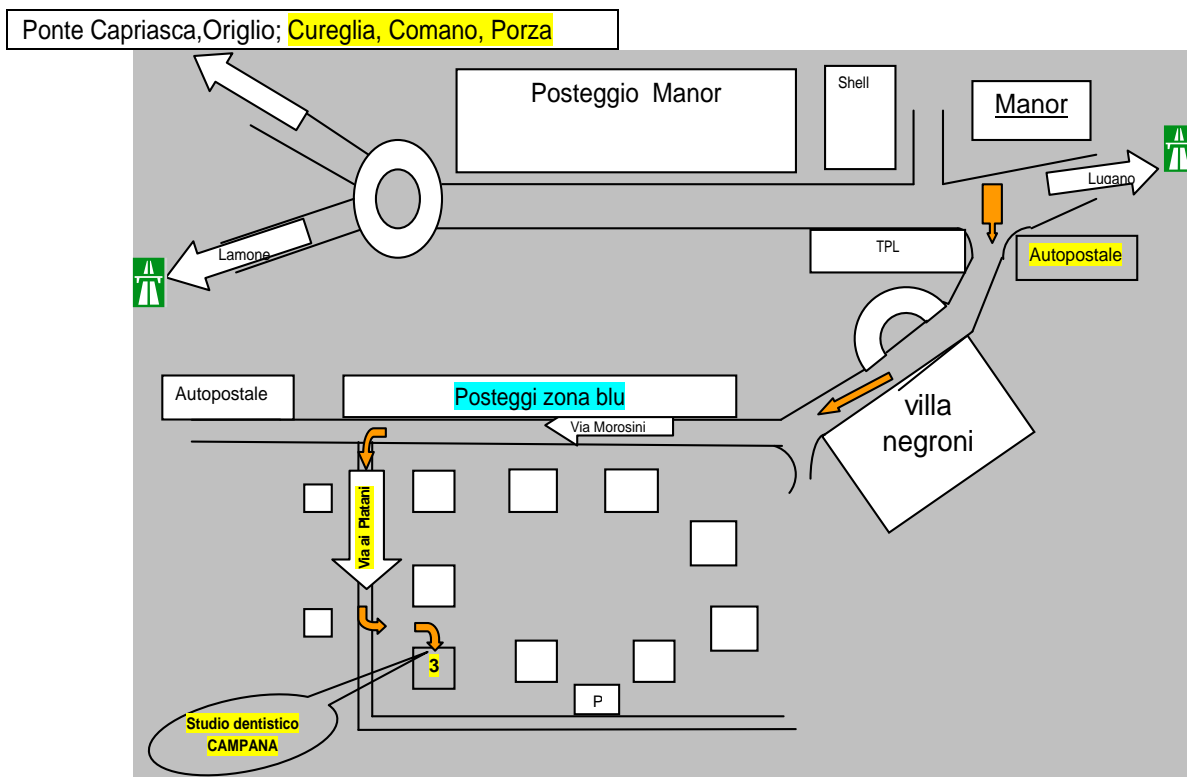 Ponte Capriasca,Origlio; Cureglia, Comano, Porza
Posteggio Manor
Shell
Manor
Lugano
Lamone
TPL
Autopostale
Autopostale
Posteggi zona blu
Via Morosini
villa
negroni
Via ai Platani
3
P
Studio dentistico
CAMPANA